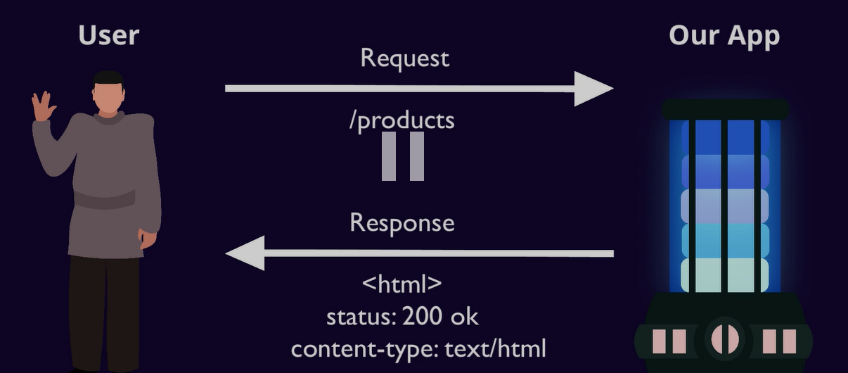 User
Our App
Request
/products
Response
<html>
status: 200 ok
content-type: text/html